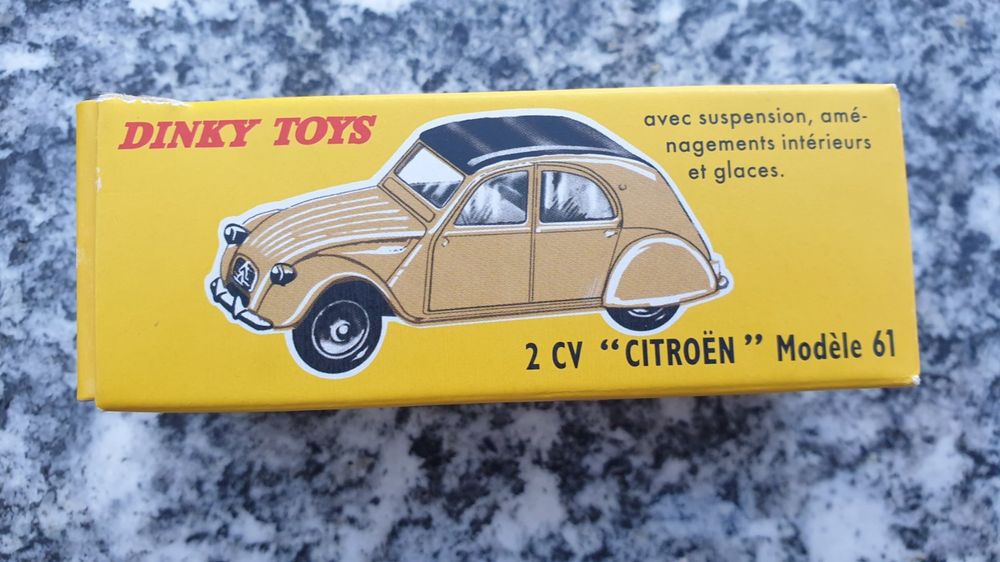 DINKY TOYS
avec suspension, amé-
nagements intérieurs
et glaces.
2 CV “CITROËN” Modèle 61